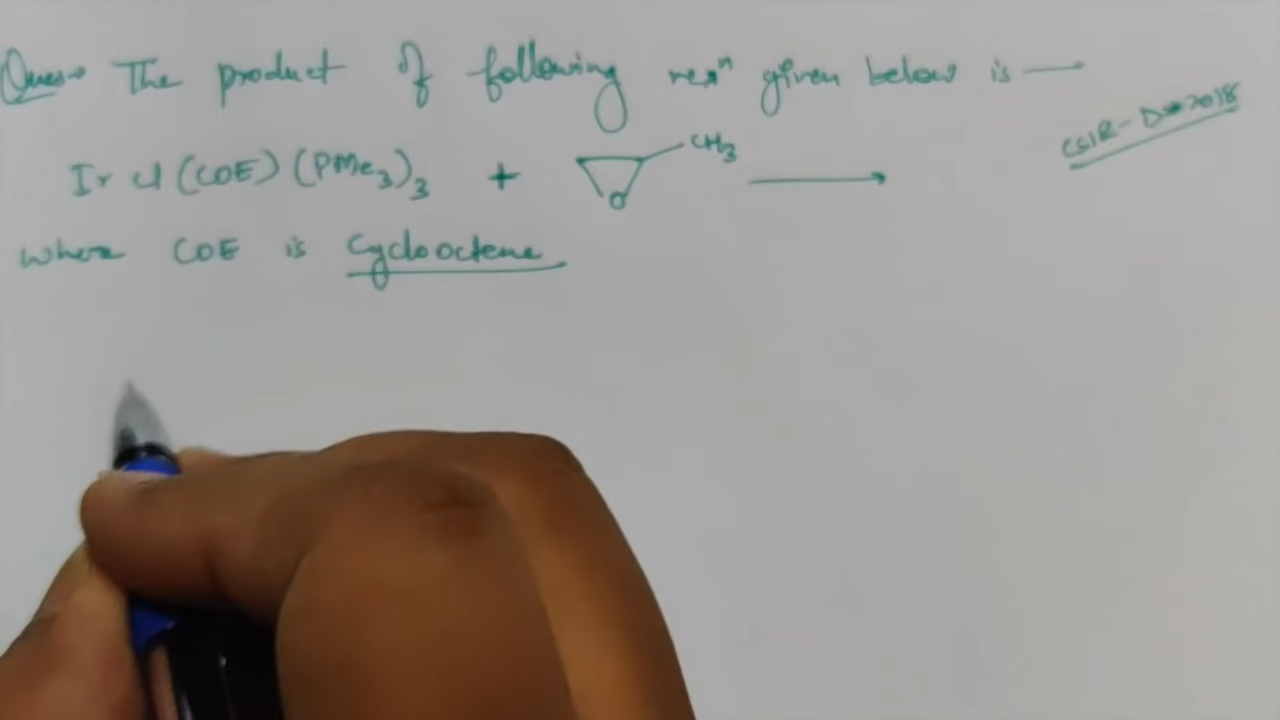 Ques→ The product of following rexⁿ given below is —
CSIR - Dec 2018
Ir Cl (COE) (PMe₃)₃ + CH₃ O →
where COE is Cyclooctene